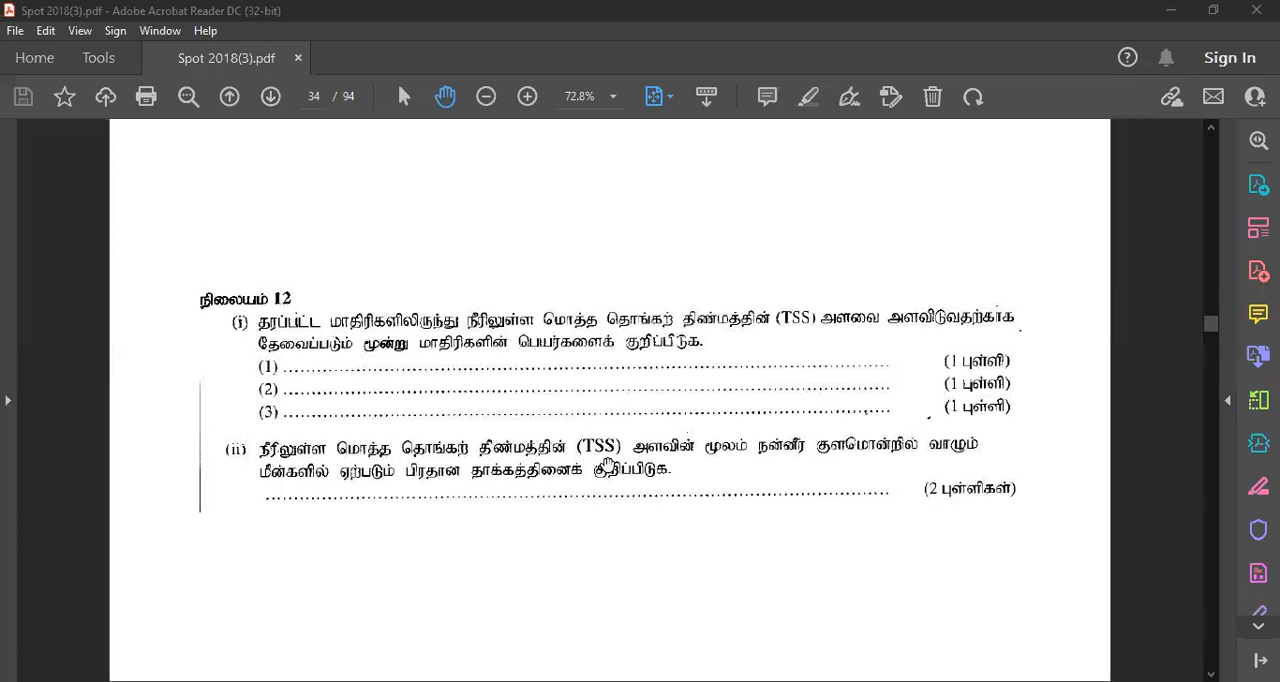 Spot 2018(3).pdf - Adobe Acrobat Reader DC (32-bit)
File Edit View Sign Window Help
Home Tools Spot 2018(3).pdf × Sign In
34 / 94 72.8%
நிலையம் 12
(i) தரப்பட்ட மாதிரிகளிலிருந்து நீரிலுள்ள மொத்த தொங்கற் திண்மத்தின் (TSS) அளவை அளவிடுவதற்காக
தேவைப்படும் மூன்று மாதிரிகளின் பெயர்களைக் குறிப்பிடுக.
(1) .......................................................... (1 புள்ளி)
(2) .......................................................... (1 புள்ளி)
(3) .......................................................... (1 புள்ளி)
(ii) நீரிலுள்ள மொத்த தொங்கற் திண்மத்தின் (TSS) அளவின் மூலம் நன்னீர் குளமொன்றில் வாழும்
மீன்களில் ஏற்படும் பிரதான தாக்கத்தினைக் குறிப்பிடுக.
.......................................................... (2 புள்ளிகள்)